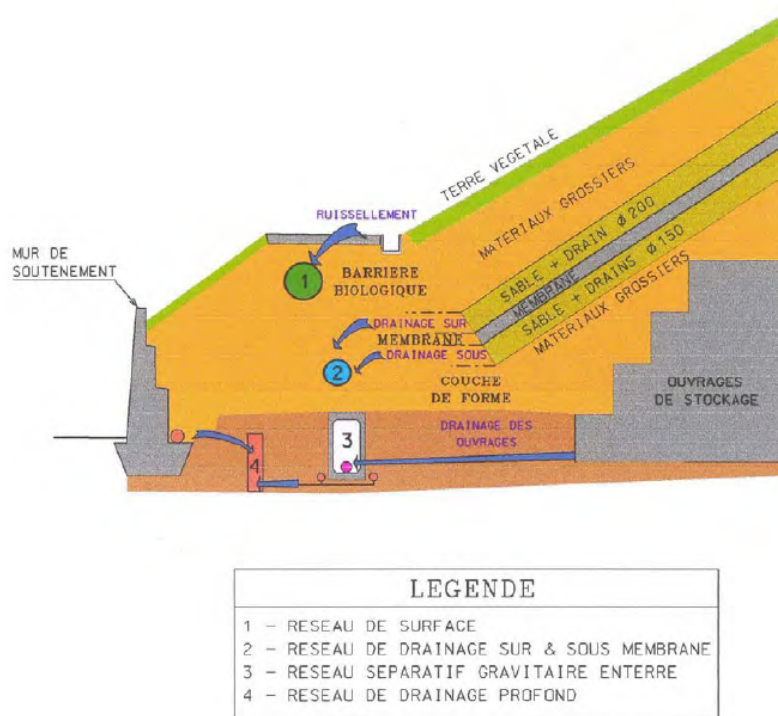 TERRE VEGETALE
RUISSELLEMENT
MATERIAUX GROSSIERS
SABLE + DRAIN ϕ 200
MEMBRANE
SABLE + DRAINS ϕ 150
MATERIAUX GROSSIERS
MUR DE
SOUTENEMENT
1
BARRIERE
BIOLOGIQUE
DRAINAGE SUR
MEMBRANE
DRAINAGE SOUS
2
COUCHE
DE FORME
OUVRAGES
DE STOCKAGE
DRAINAGE DES
OUVRAGES
3
4
LEGENDE
1 - RESEAU DE SURFACE
2 - RESEAU DE DRAINAGE SUR & SOUS MEMBRANE
3 - RESEAU SEPARATIF GRAVITAIRE ENTERRE
4 - RESEAU DE DRAINAGE PROFOND